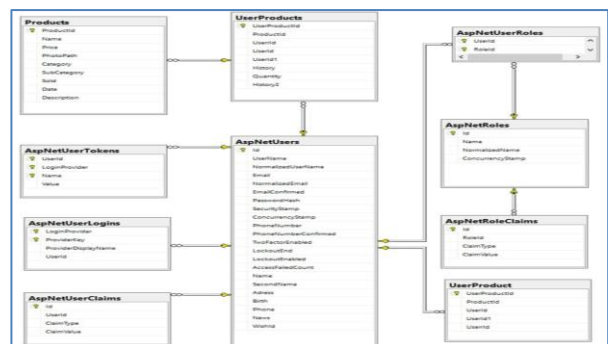 Products
ProductId
Name
Price
PhotoPath
Category
SubCategory
Sold
Date
Description
UserProducts
UserProductId
ProductId
UserId
UserId
UserId1
History
Quantity
History3
AspNetUserRoles
UserId
RoleId
AspNetUserTokens
UserId
LoginProvider
Name
Value
AspNetUsers
Id
UserName
NormalizedUserName
Email
NormalizedEmail
EmailConfirmed
PasswordHash
SecurityStamp
ConcurrencyStamp
PhoneNumber
PhoneNumberConfirmed
TwoFactorEnabled
LockoutEnd
LockoutEnabled
AccessFailedCount
Name
SecondName
Adress
Birth
Phone
News
WishId
AspNetRoles
Id
Name
NormalizedName
ConcurrencyStamp
AspNetUserLogins
LoginProvider
ProviderKey
ProviderDisplayName
UserId
AspNetRoleClaims
Id
RoleId
ClaimType
ClaimValue
AspNetUserClaims
Id
UserId
ClaimType
ClaimValue
UserProduct
UserProductId
ProductId
UserId
UserId1
UserId